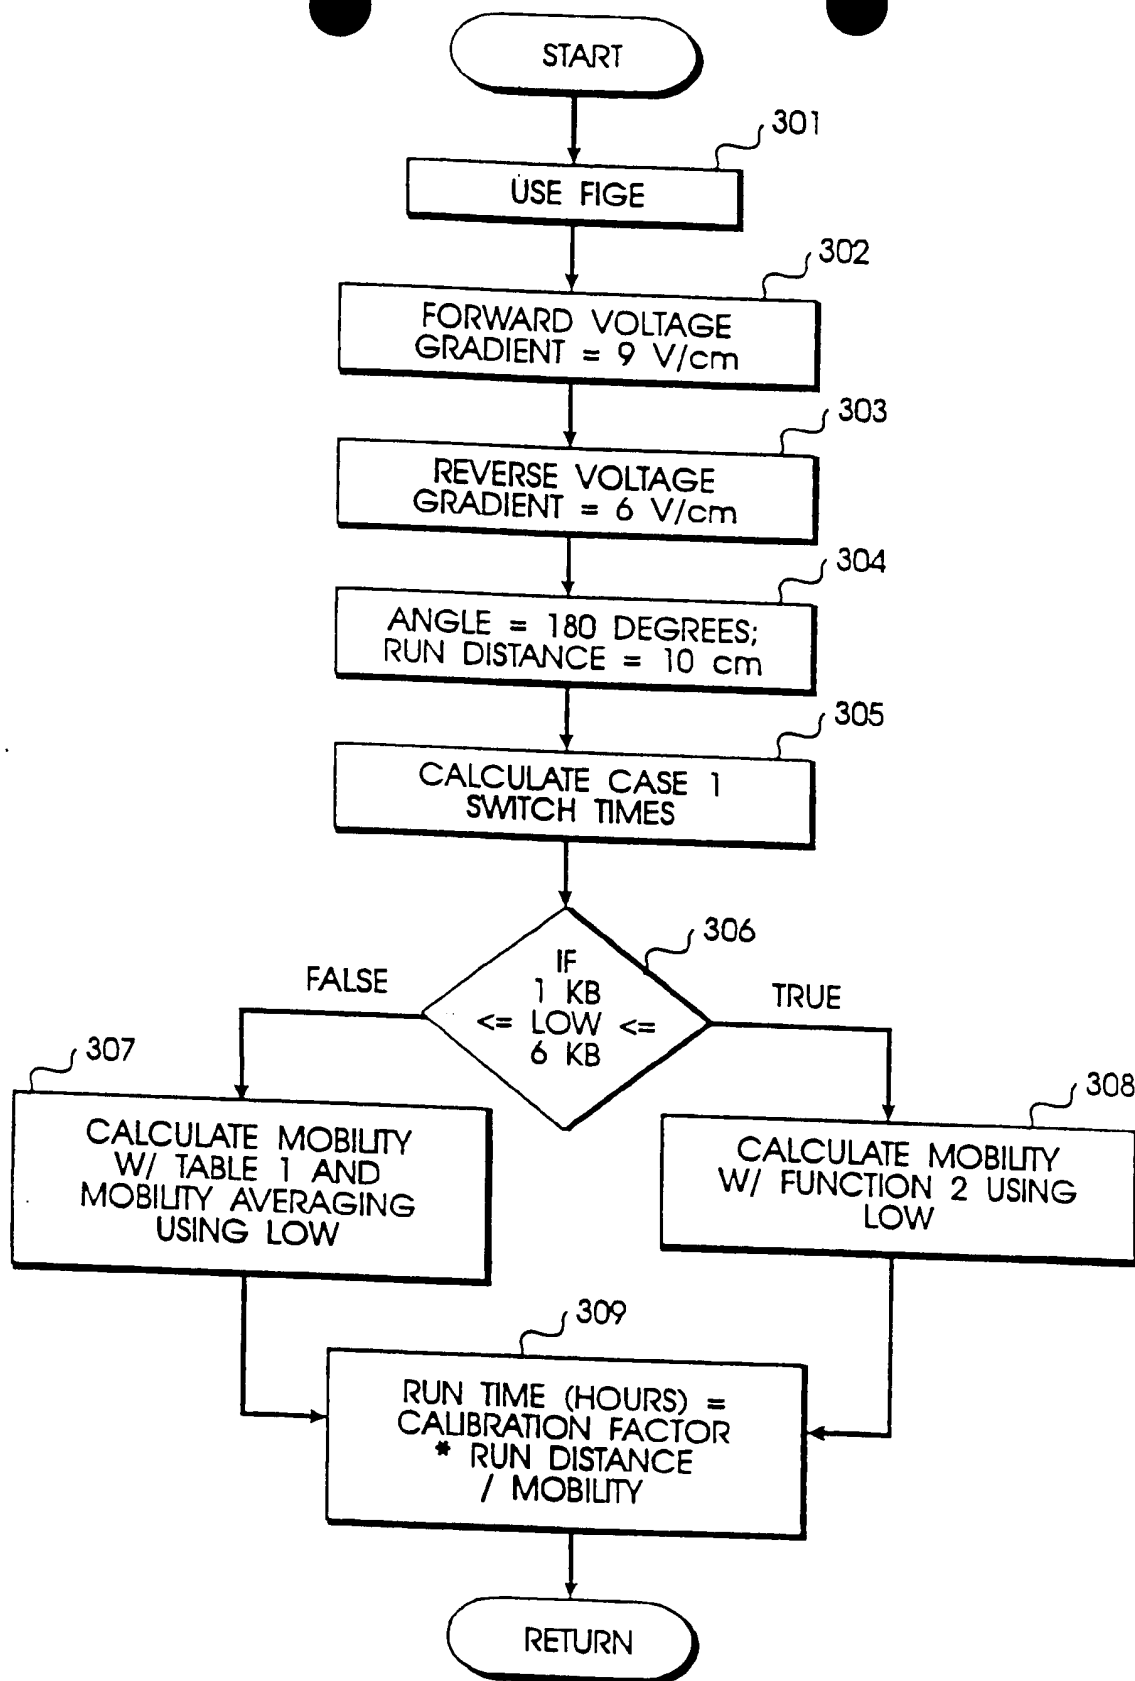 START
301
USE FIGE
302
FORWARD VOLTAGE
GRADIENT = 9 V/cm
303
REVERSE VOLTAGE
GRADIENT = 6 V/cm
304
ANGLE = 180 DEGREES;
RUN DISTANCE = 10 cm
305
CALCULATE CASE 1
SWITCH TIMES
306
IF
1 KB
<= LOW <=
6 KB
FALSE
TRUE
307
CALCULATE MOBILITY
W/ TABLE 1 AND
MOBILITY AVERAGING
USING LOW
308
CALCULATE MOBILITY
W/ FUNCTION 2 USING
LOW
309
RUN TIME (HOURS) =
CALIBRATION FACTOR
* RUN DISTANCE
/ MOBILITY
RETURN